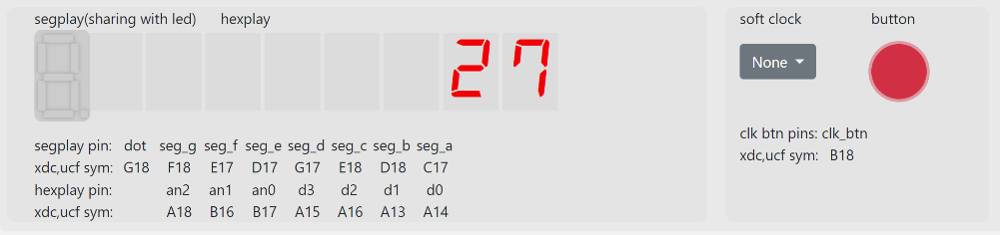 segplay(sharing with led) hexplay
27
segplay pin: dot seg_g seg_f seg_e seg_d seg_c seg_b seg_a
xdc,ucf sym: G18 F18 E17 D17 G17 E18 D18 C17
hexplay pin: an2 an1 an0 d3 d2 d1 d0
xdc,ucf sym: A18 B16 B17 A15 A16 A13 A14
soft clock button
None
clk btn pins: clk_btn
xdc,ucf sym: B18